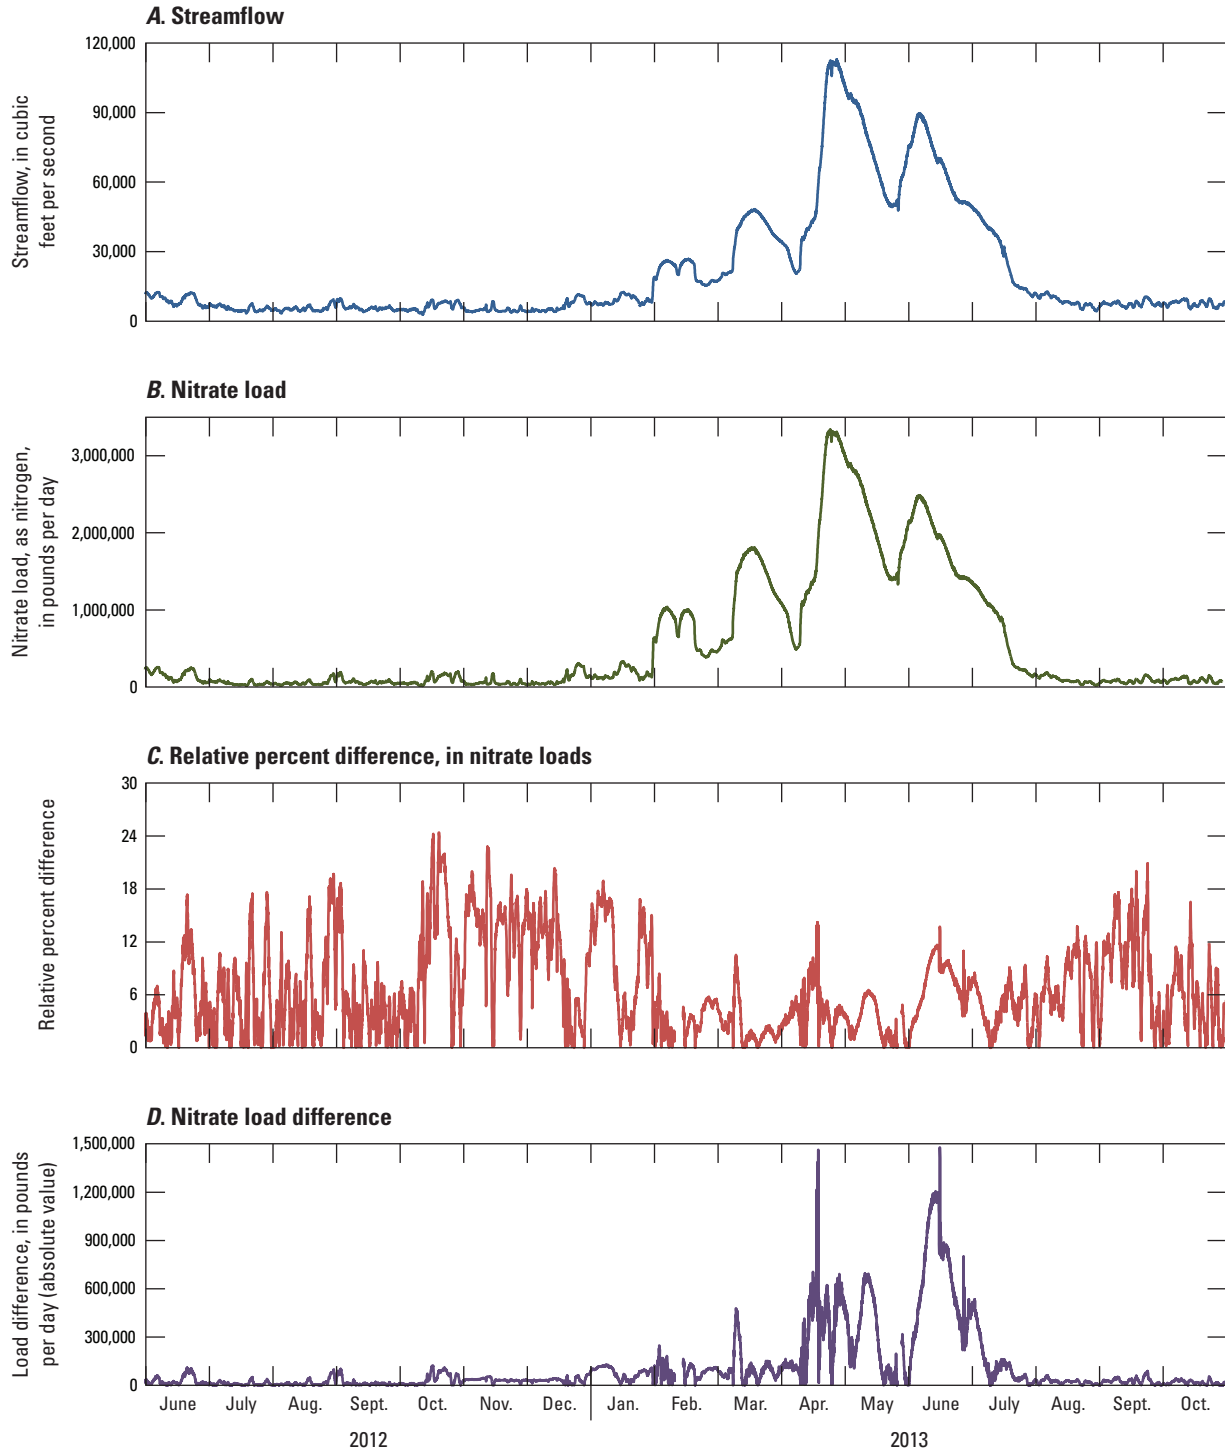 A. Streamflow
120,000
90,000
60,000
30,000
0
Streamflow, in cubic
feet per second
B. Nitrate load
3,000,000
2,000,000
1,000,000
0
Nitrate load, as nitrogen,
in pounds per day
C. Relative percent difference, in nitrate loads
30
24
18
12
6
0
Relative percent difference
D. Nitrate load difference
1,500,000
1,200,000
900,000
600,000
300,000
0
Load difference, in pounds
per day (absolute value)
June July Aug. Sept. Oct. Nov. Dec. Jan. Feb. Mar. Apr. May June July Aug. Sept. Oct.
2012 2013